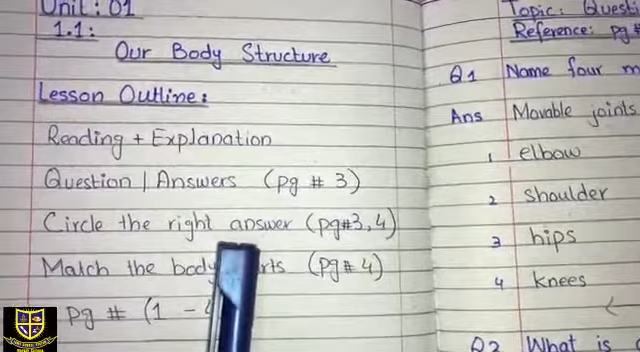 Unit: 01
1.1:
Our Body Structure
Lesson Outline:
Reading + Explanation
Question | Answers (pg # 3)
Circle the right answer (pg#3,4)
Match the body (pg# 4)
pg # (1 -
Topic:
Reference: pg #
Q1 Name four
Ans Movable joints
1 elbow
2 shoulder
3 hips
4 knees
Q2 What is